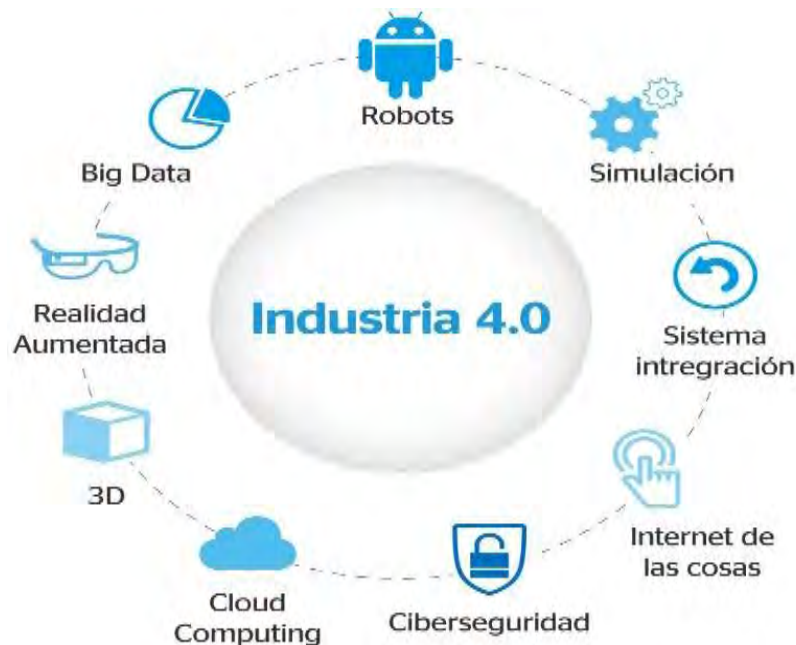 Robots
Simulación
Sistema
intregración
Internet de
las cosas
Ciberseguridad
Cloud
Computing
3D
Realidad
Aumentada
Big Data
Industria 4.0